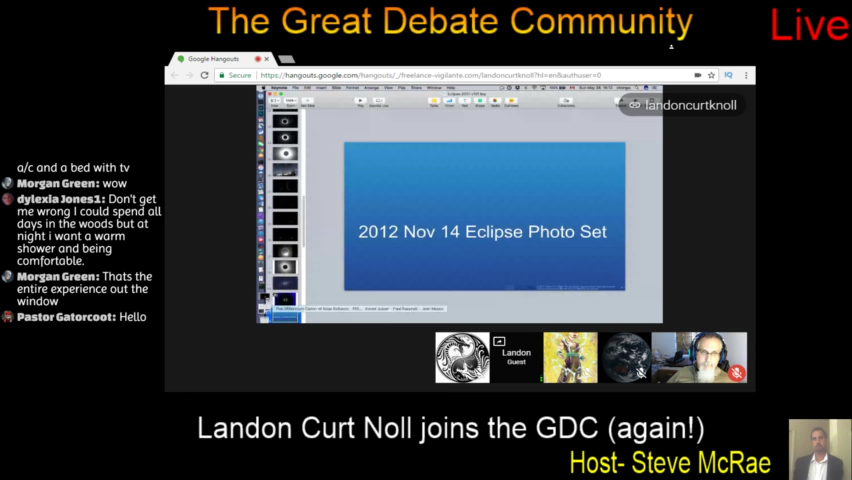 The Great Debate Community
Live
Google Hangouts
Secure
https://hangouts.google.com/hangouts/_/freelance-vigilante.com/landoncurtknoll?hl=en&authuser=0
landoncurtknoll
a/c and a bed with tv
Morgan Green: wow
dylexia Jones1: Don't get
me wrong I could spend all
days in the woods but at
night i want a warm
shower and being
comfortable.
Morgan Green: Thats the
entire experience out the
window
Pastor Gatorcoot: Hello
2012 Nov 14 Eclipse Photo Set
Landon
Guest
Landon Curt Noll joins the GDC (again!)
Host- Steve McRae